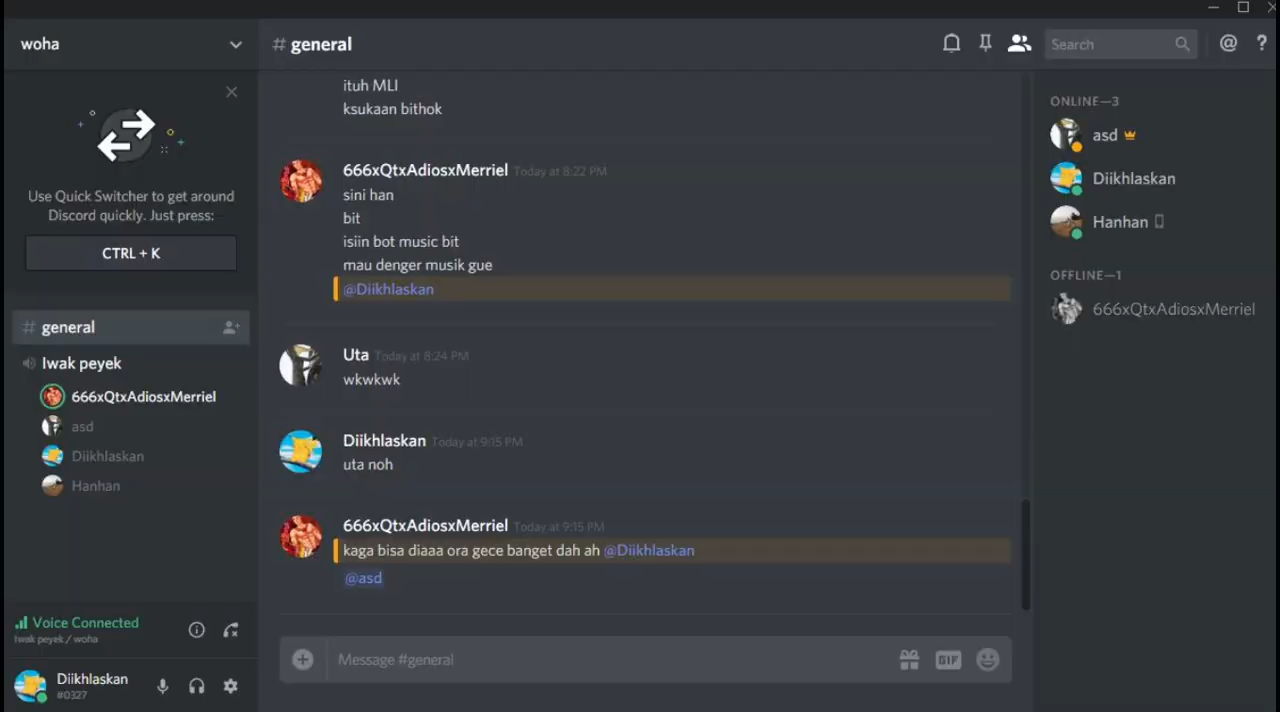 woha
Use Quick Switcher to get around
Discord quickly. Just press:
CTRL + K
# general
Iwak peyek
666xQtxAdiosxMerriel
asd
Diikhlaskan
Hanhan
Voice Connected
Iwak peyek / woha
Diikhlaskan
#0327
# general
Search
@ ?
ituh MLI
ksukaan bithok
666xQtxAdiosxMerriel Today at 8:22 PM
sini han
bit
isiin bot music bit
mau denger musik gue
@Diikhlaskan
Uta Today at 8:24 PM
wkwkwk
Diikhlaskan Today at 9:15 PM
uta noh
666xQtxAdiosxMerriel Today at 9:15 PM
kaga bisa diaaa ora gece banget dah ah @Diikhlaskan
@asd
Message #general
GIF
ONLINE—3
asd
Diikhlaskan
Hanhan
OFFLINE—1
666xQtxAdiosxMerriel